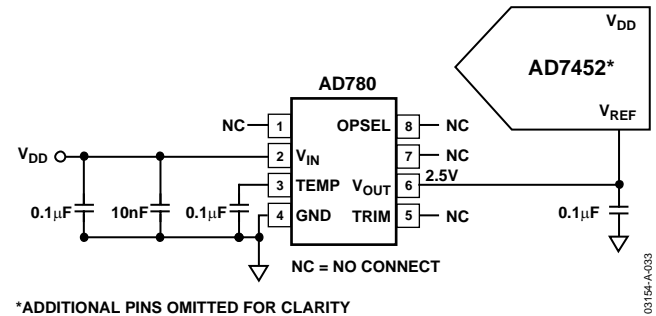 V_DD
AD7452*
V_REF
AD780
NC 1 OPSEL 8 NC
V_DD 2 V_IN 7 NC
3 TEMP V_OUT 6 2.5V
0.1μF 10nF 0.1μF 4 GND TRIM 5 NC 0.1μF
NC = NO CONNECT
*ADDITIONAL PINS OMITTED FOR CLARITY
03154-A-033